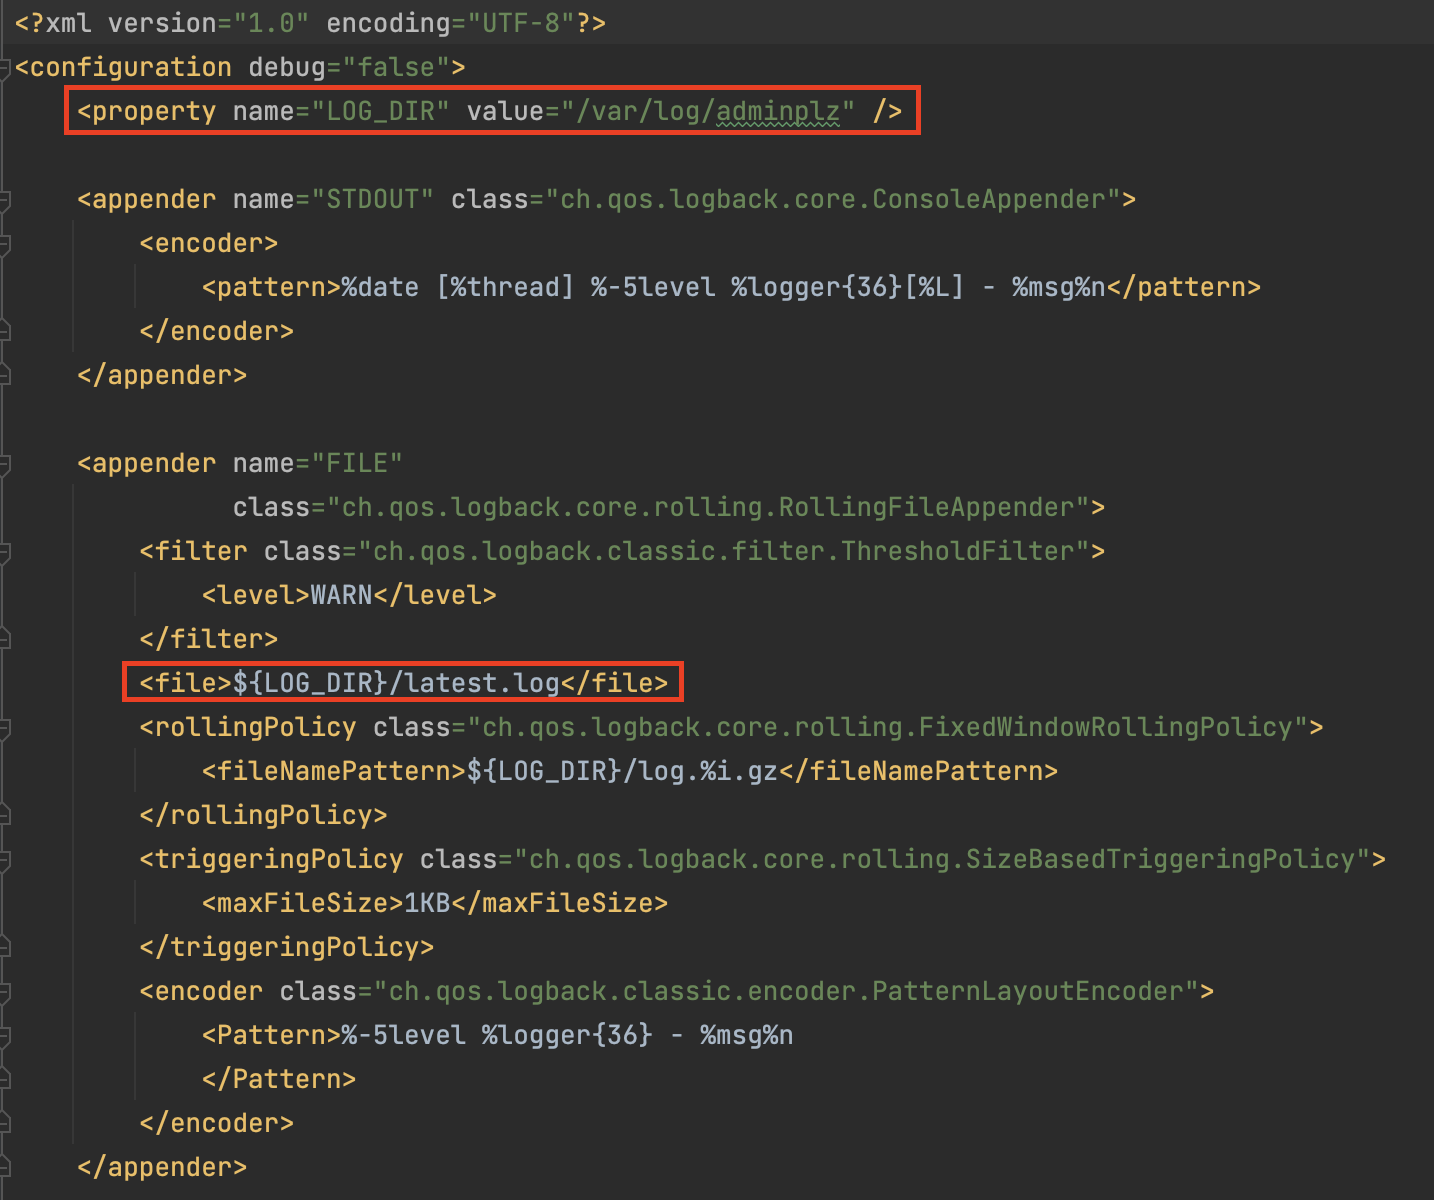 <?xml version="1.0" encoding="UTF-8"?>
<configuration debug="false">
    <property name="LOG_DIR" value="/var/log/adminplz" />

    <appender name="STDOUT" class="ch.qos.logback.core.ConsoleAppender">
        <encoder>
            <pattern>%date [%thread] %-5level %logger{36}[%L] - %msg%n</pattern>
        </encoder>
    </appender>

    <appender name="FILE"
              class="ch.qos.logback.core.rolling.RollingFileAppender">
        <filter class="ch.qos.logback.classic.filter.ThresholdFilter">
            <level>WARN</level>
        </filter>
        <file>${LOG_DIR}/latest.log</file>
        <rollingPolicy class="ch.qos.logback.core.rolling.FixedWindowRollingPolicy">
            <fileNamePattern>${LOG_DIR}/log.%i.gz</fileNamePattern>
        </rollingPolicy>
        <triggeringPolicy class="ch.qos.logback.core.rolling.SizeBasedTriggeringPolicy">
            <maxFileSize>1KB</maxFileSize>
        </triggeringPolicy>
        <encoder class="ch.qos.logback.classic.encoder.PatternLayoutEncoder">
            <Pattern>%-5level %logger{36} - %msg%n
            </Pattern>
        </encoder>
    </appender>